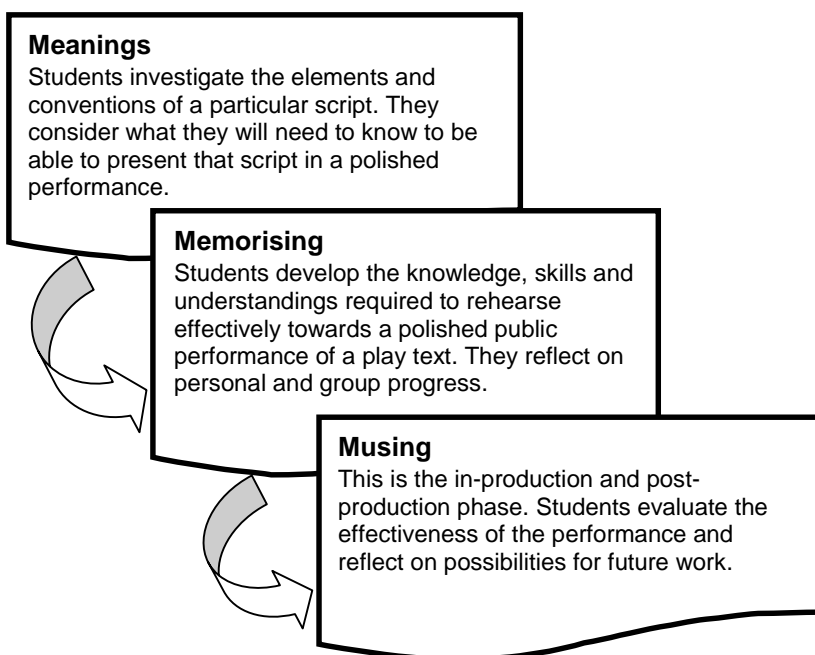 Meanings
Students investigate the elements and
conventions of a particular script. They
consider what they will need to know to be
able to present that script in a polished
performance.
Memorising
Students develop the knowledge, skills and
understandings required to rehearse
effectively towards a polished public
performance of a play text. They reflect on
personal and group progress.
Musing
This is the in-production and post-
production phase. Students evaluate the
effectiveness of the performance and
reflect on possibilities for future work.